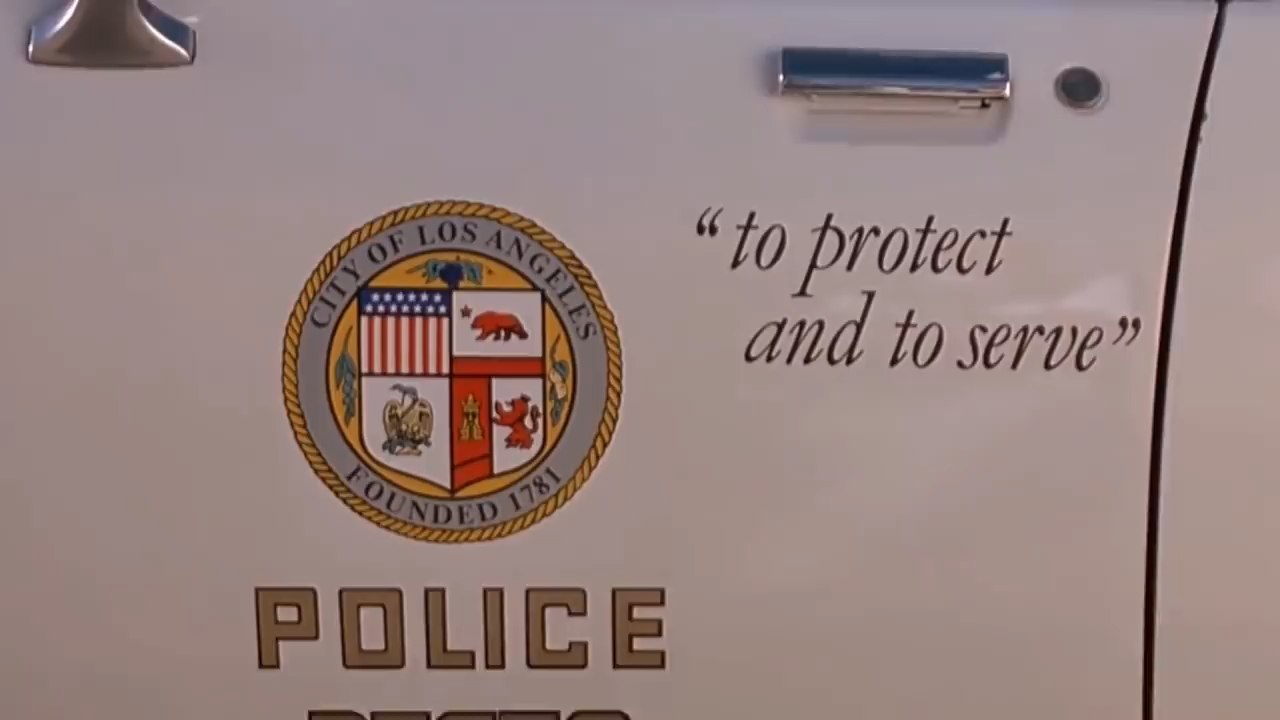 CITY OF LOS ANGELES
FOUNDED 1781
“to protect
and to serve”
POLICE